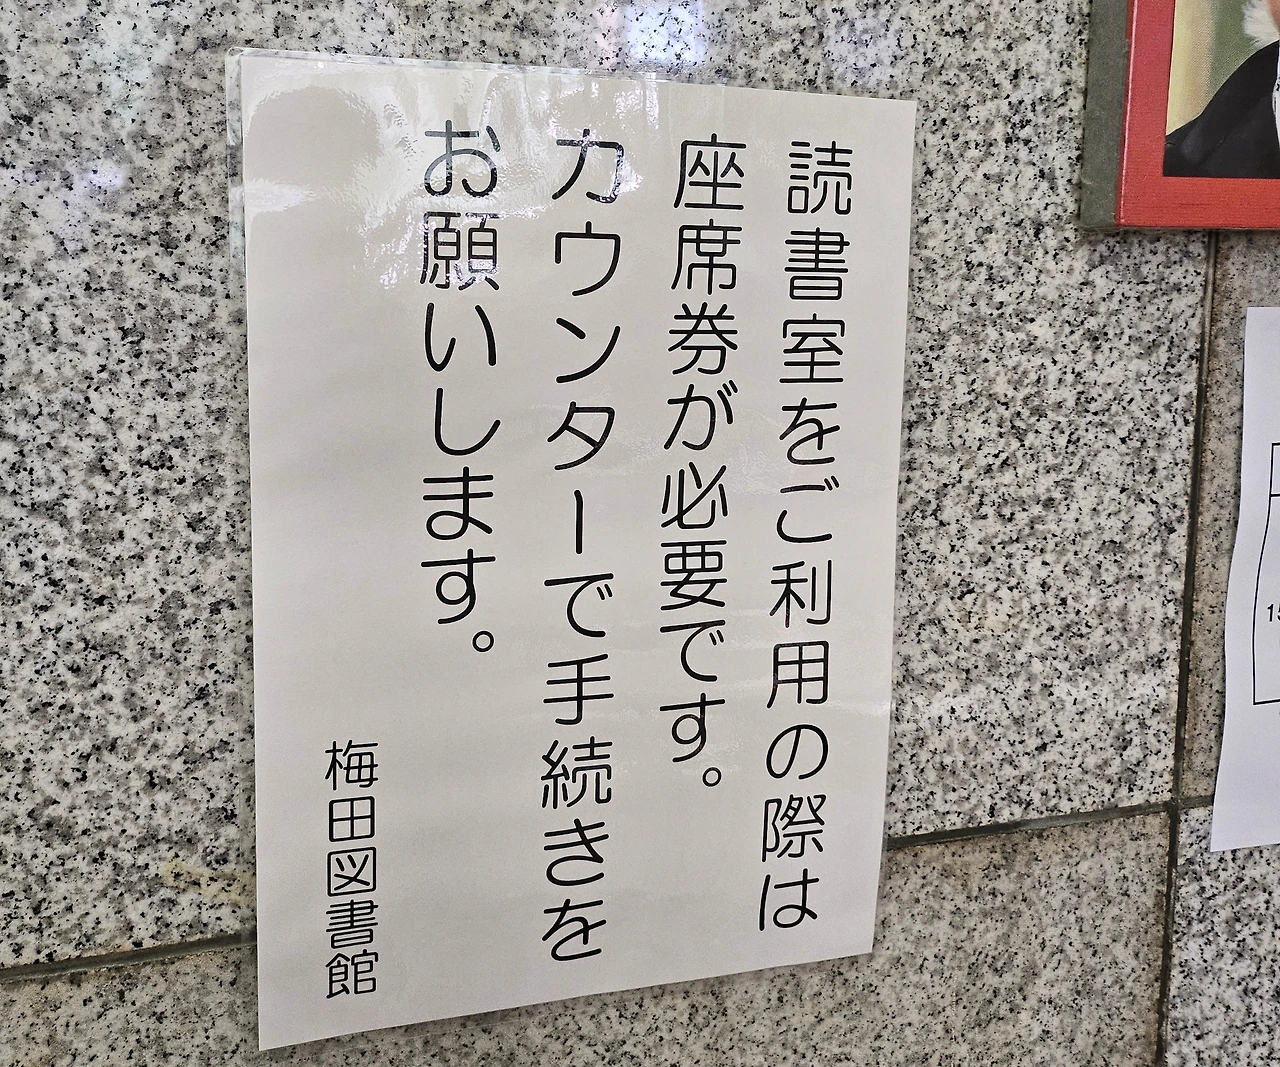 読書室をご利用の際は
座席券が必要です。
カウンターで手続きを
お願いします。
梅田図書館